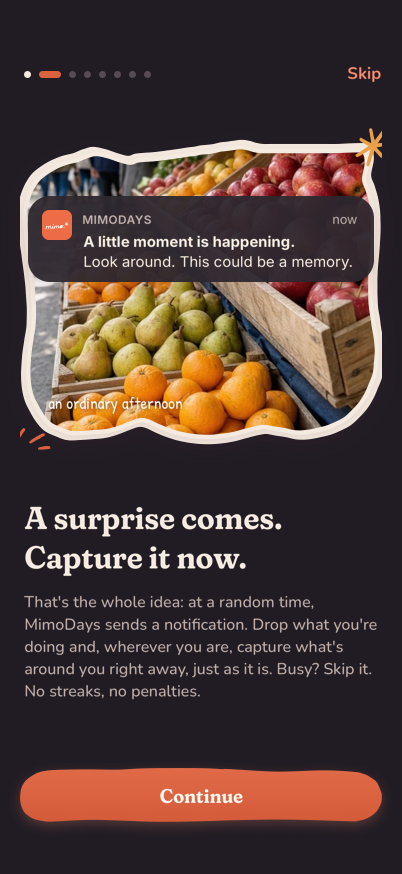 Skip
mimo.
MIMODAYS
now
A little moment is happening.
Look around. This could be a memory.
an ordinary afternoon
A surprise comes.
Capture it now.
That's the whole idea: at a random time,
MimoDays sends a notification. Drop what you're
doing and, wherever you are, capture what's
around you right away, just as it is. Busy? Skip it.
No streaks, no penalties.
Continue